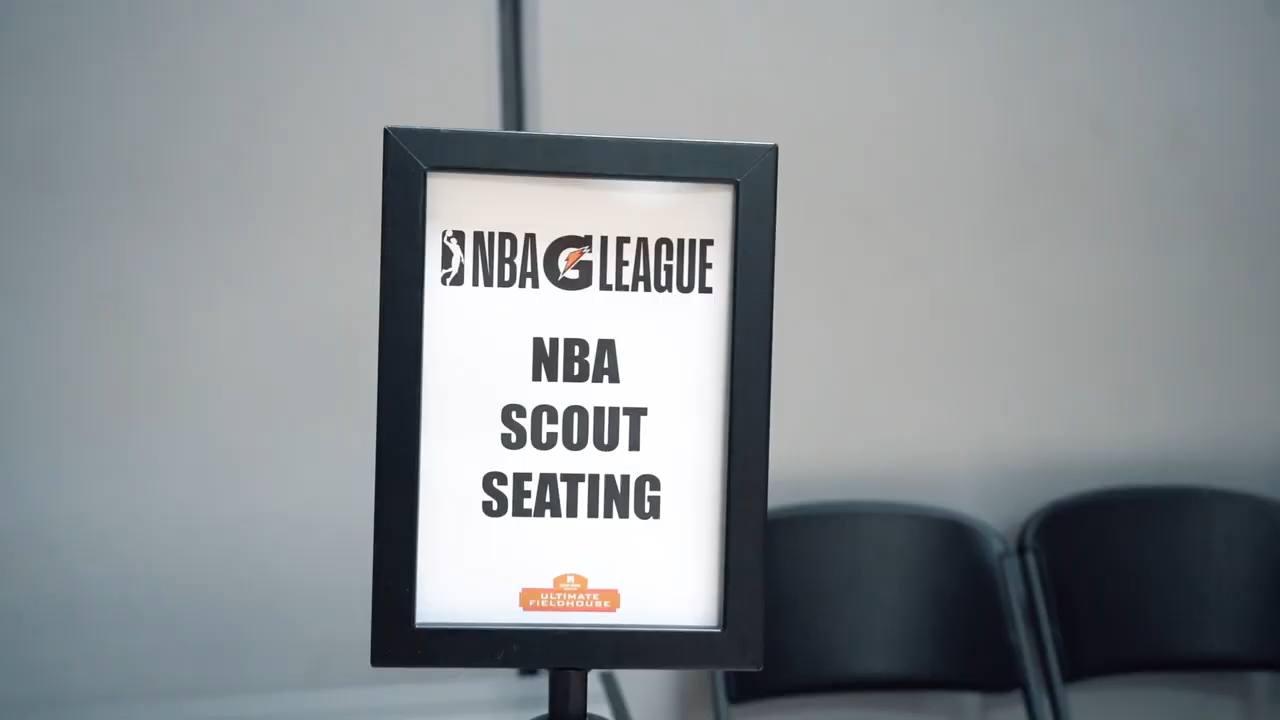 NBA G LEAGUE
NBA
SCOUT
SEATING
ULTIMATE
FIELDHOUSE